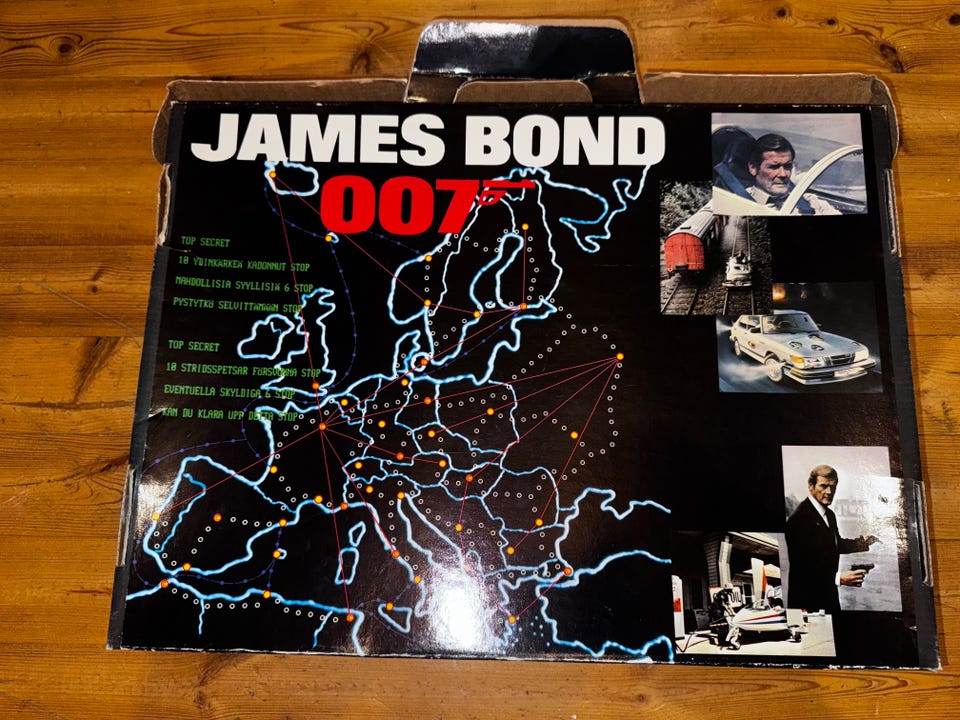 JAMES BOND
007
TOP SECRET
10 YDINKÄRKEÄ KADONNUT STOP
MAHDOLLISIA SYYLLISIÄ 6 STOP
PYSTYTKÖ SELVITTÄMÄÄN STOP
TOP SECRET
10 STRIDSSPETSAR FÖRSVUNNA STOP
EVENTUELLA SKYLDIGA 6 STOP
KAN DU KLARA UPP DETTA STOP